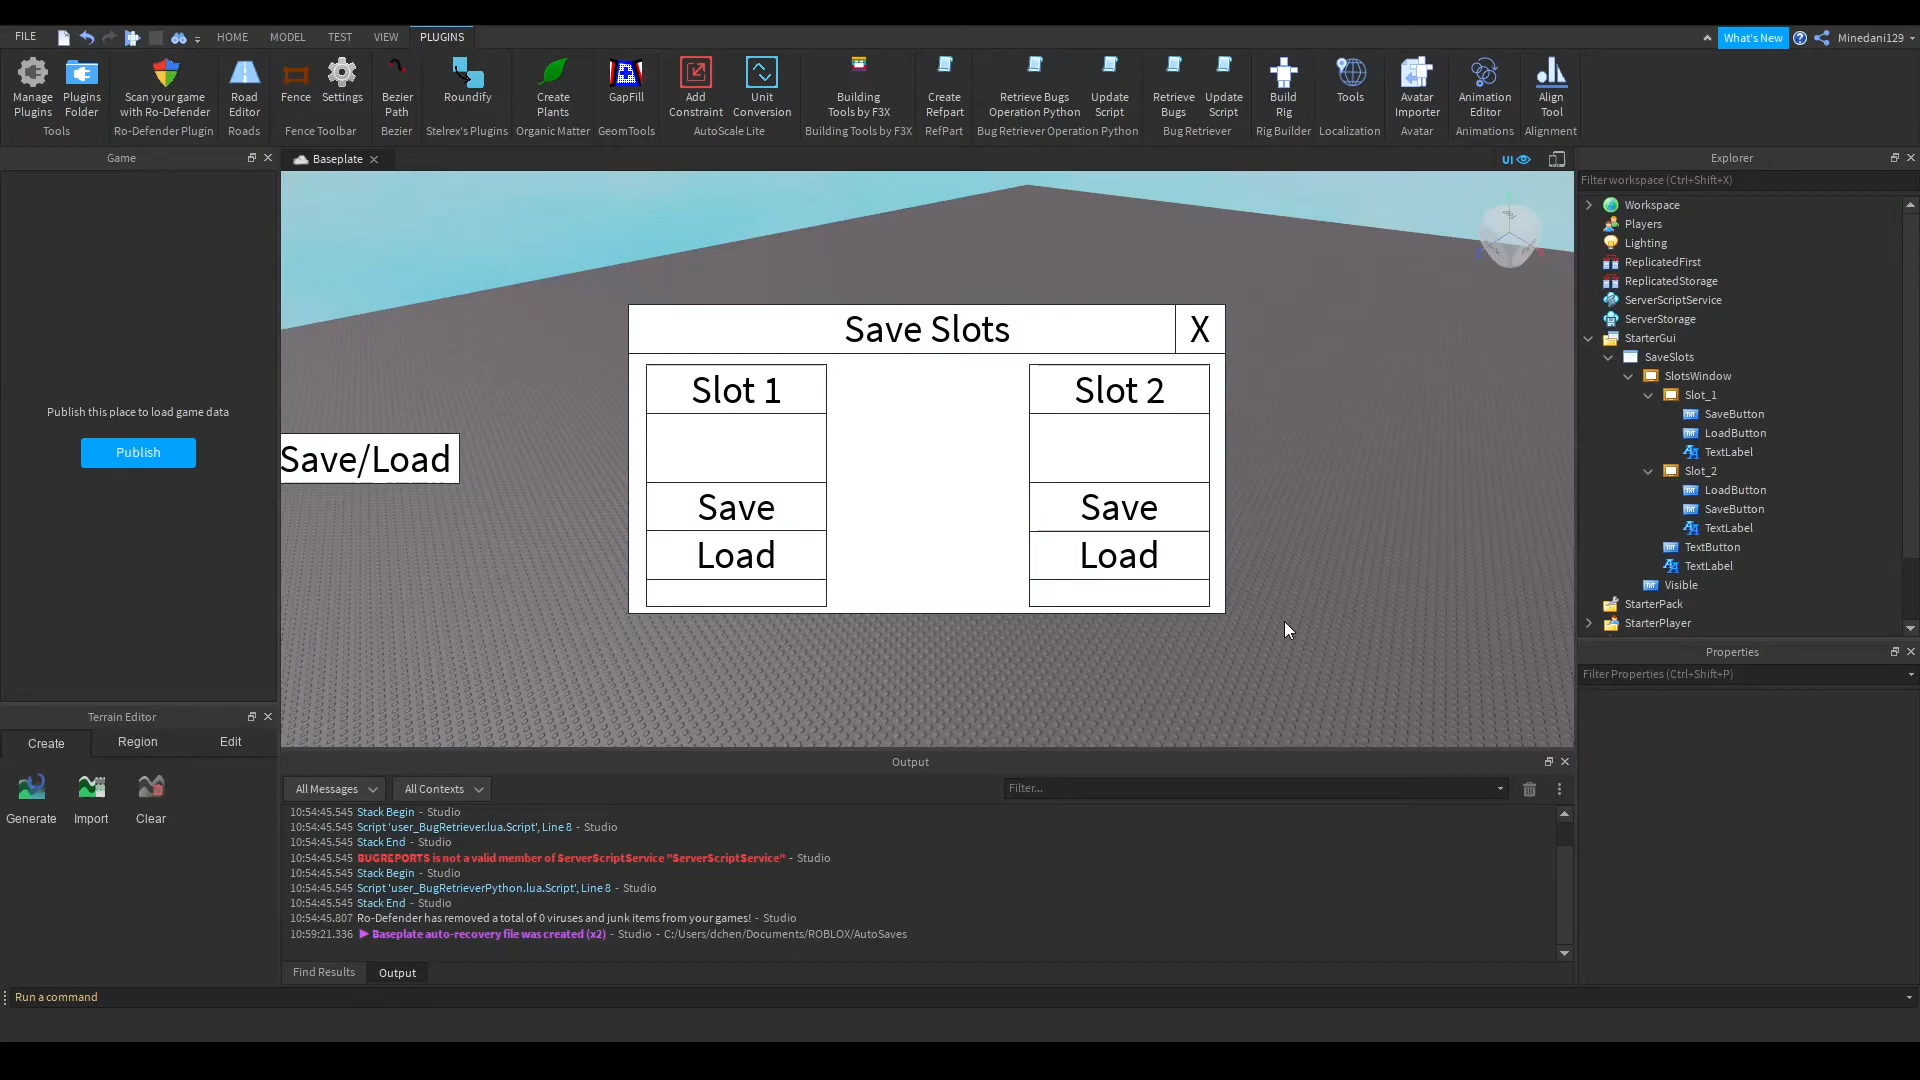 FILE HOME MODEL TEST VIEW PLUGINS What's New Minedani129
Manage Plugins
Plugins Folder
Scan your game with Ro-Defender
Road Editor
Fence
Settings
Bezier Path
Roundify
Create Plants
GapFill
Add Constraint
Unit Conversion
Building Tools by F3X
Create Refpart
Retrieve Bugs Operation Python
Update Script
Retrieve Bugs
Update Script
Build Rig
Tools
Avatar Importer
Animation Editor
Align Tool
Tools Ro-Defender Plugin Roads Fence Toolbar Bezier Stelrex's Plugins Organic Matter GeomTools AutoScale Lite Building Tools by F3X RefPart Bug Retriever Operation Python Bug Retriever Rig Builder Localization Avatar Animations Alignment
Game
Publish this place to load game data
Publish
Terrain Editor
Create Region Edit
Generate Import Clear
Baseplate
UI
Save/Load
Save Slots X
Slot 1
Save
Load
Slot 2
Save
Load
Output
All Messages All Contexts Filter...
10:54:45.545 Stack Begin - Studio
10:54:45.545 Script 'user_BugRetriever.lua.Script', Line 8 - Studio
10:54:45.545 Stack End - Studio
10:54:45.545 BUGREPORTS is not a valid member of ServerScriptService "ServerScriptService" - Studio
10:54:45.545 Stack Begin - Studio
10:54:45.545 Script 'user_BugRetrieverPython.lua.Script', Line 8 - Studio
10:54:45.545 Stack End - Studio
10:54:45.807 Ro-Defender has removed a total of 0 viruses and junk items from your games! - Studio
10:59:21.336 ▶ Baseplate auto-recovery file was created (x2) - Studio - C:/Users/dchen/Documents/ROBLOX/AutoSaves
Find Results Output
Run a command
Explorer
Filter workspace (Ctrl+Shift+X)
Workspace
Players
Lighting
ReplicatedFirst
ReplicatedStorage
ServerScriptService
ServerStorage
StarterGui
SaveSlots
SlotsWindow
Slot_1
SaveButton
LoadButton
TextLabel
Slot_2
LoadButton
SaveButton
TextLabel
TextButton
TextLabel
Visible
StarterPack
StarterPlayer
Properties
Filter Properties (Ctrl+Shift+P)